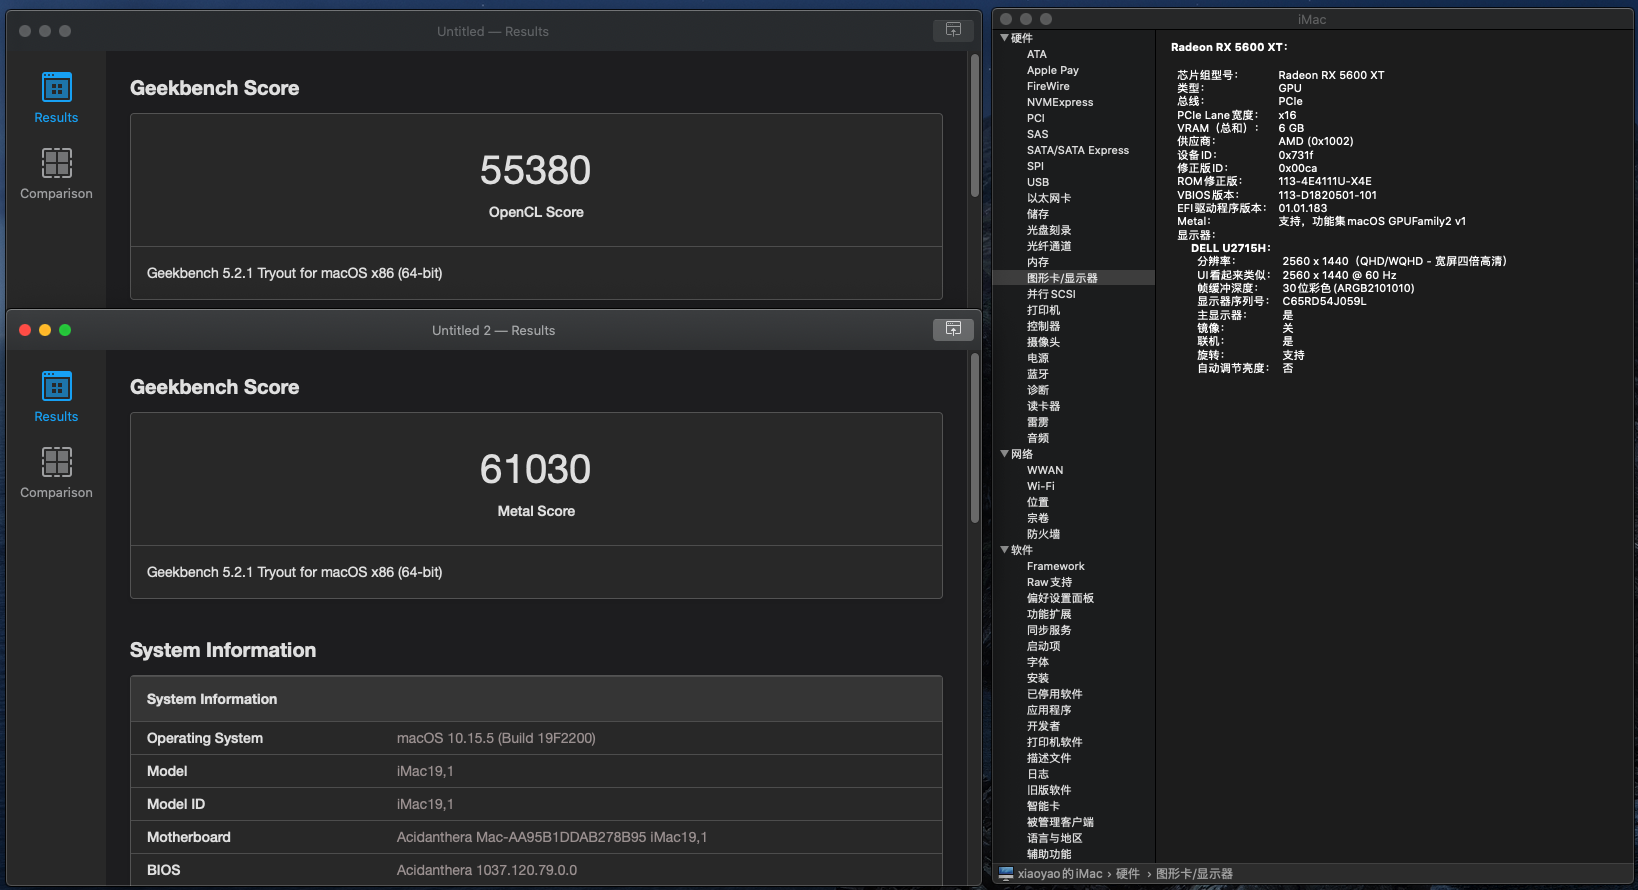 Untitled — Results
Results
Comparison
Geekbench Score
55380
OpenCL Score
Geekbench 5.2.1 Tryout for macOS x86 (64-bit)
Untitled 2 — Results
Results
Comparison
Geekbench Score
61030
Metal Score
Geekbench 5.2.1 Tryout for macOS x86 (64-bit)
System Information
System Information
Operating System macOS 10.15.5 (Build 19F2200)
Model iMac19,1
Model ID iMac19,1
Motherboard Acidanthera Mac-AA95B1DDAB278B95 iMac19,1
BIOS Acidanthera 1037.120.79.0.0
iMac
硬件
ATA
Apple Pay
FireWire
NVMExpress
PCI
SAS
SATA/SATA Express
SPI
USB
以太网卡
储存
光盘刻录
光纤通道
内存
图形卡/显示器
并行 SCSI
打印机
控制器
摄像头
电源
蓝牙
诊断
读卡器
雷雳
音频
网络
WWAN
Wi-Fi
位置
宗卷
防火墙
软件
Framework
Raw 支持
偏好设置面板
功能扩展
同步服务
启动项
字体
安装
已停用软件
应用程序
开发者
打印机软件
描述文件
日志
旧版软件
智能卡
被管理客户端
语言与地区
辅助功能
Radeon RX 5600 XT：
芯片组型号： Radeon RX 5600 XT
类型： GPU
总线： PCIe
PCIe Lane 宽度： x16
VRAM（总和）： 6 GB
供应商： AMD (0x1002)
设备 ID： 0x731f
修正版 ID： 0x00ca
ROM 修正版： 113-4E4111U-X4E
VBIOS 版本： 113-D1820501-101
EFI 驱动程序版本： 01.01.183
Metal： 支持，功能集 macOS GPUFamily2 v1
显示器：
DELL U2715H：
分辨率： 2560 x 1440（QHD/WQHD - 宽屏四倍高清）
UI 看起来类似： 2560 x 1440 @ 60 Hz
帧缓冲深度： 30 位彩色 (ARGB2101010)
显示器序列号： C65RD54J059L
主显示器： 是
镜像： 关
联机： 是
旋转： 支持
自动调节亮度： 否
xiaoyao的 iMac › 硬件 › 图形卡/显示器